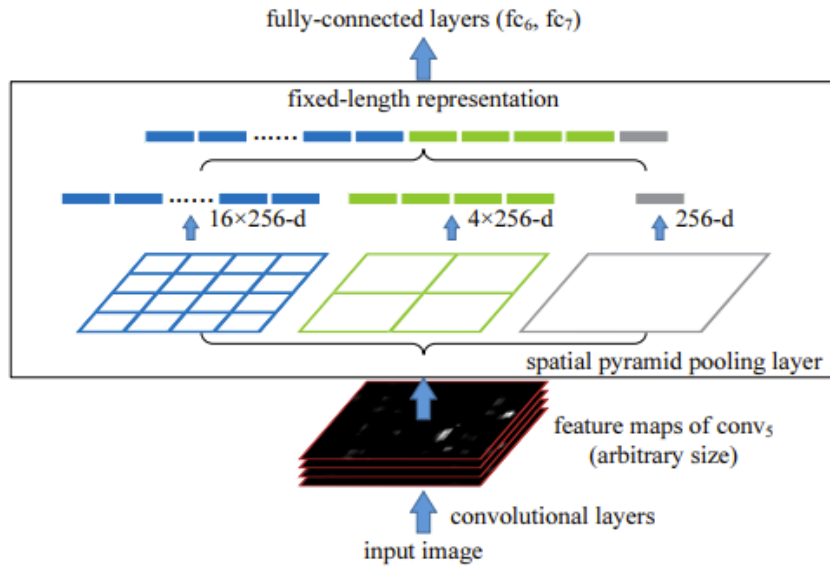 fully-connected layers (fc₆, fc₇)
fixed-length representation
......
......
16×256-d
4×256-d
256-d
spatial pyramid pooling layer
feature maps of conv₅
(arbitrary size)
convolutional layers
input image